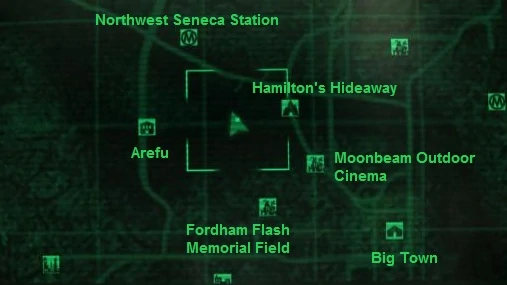 Northwest Seneca Station
Hamilton's Hideaway
Arefu
Moonbeam Outdoor
Cinema
Fordham Flash
Memorial Field
Big Town